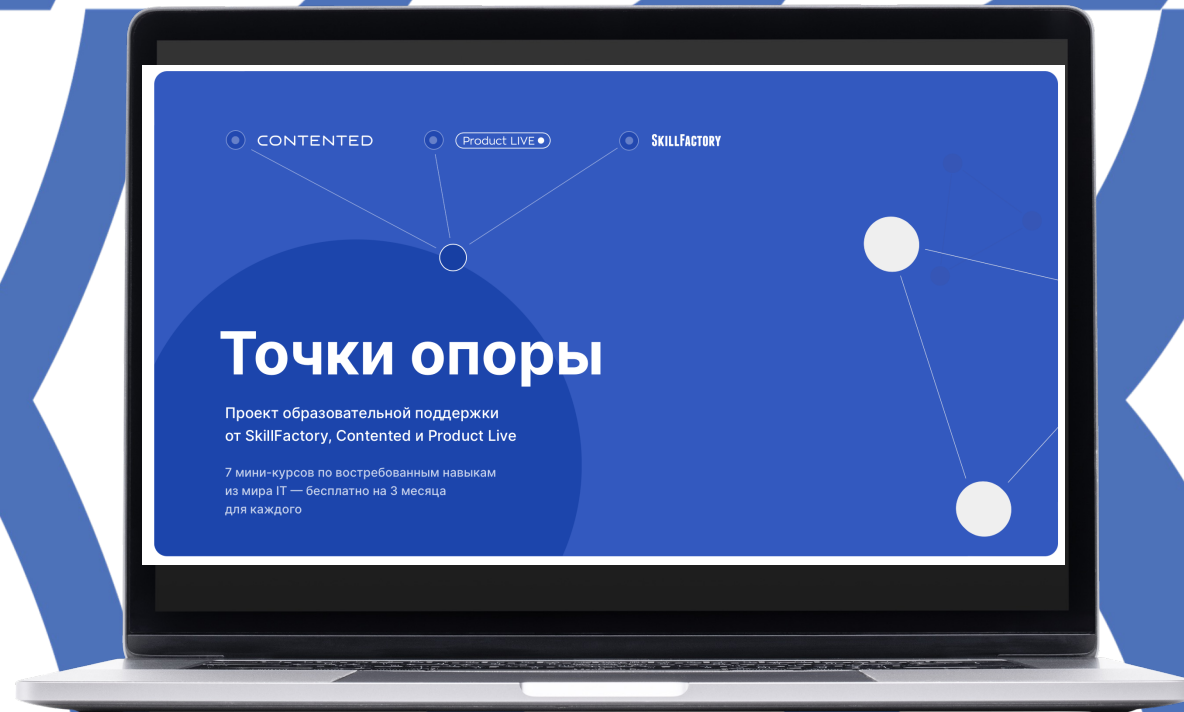 CONTENTED
Product LIVE
SKILLFACTORY
Точки опоры
Проект образовательной поддержки
от SkillFactory, Contented и Product Live
7 мини-курсов по востребованным навыкам
из мира IT — бесплатно на 3 месяца
для каждого